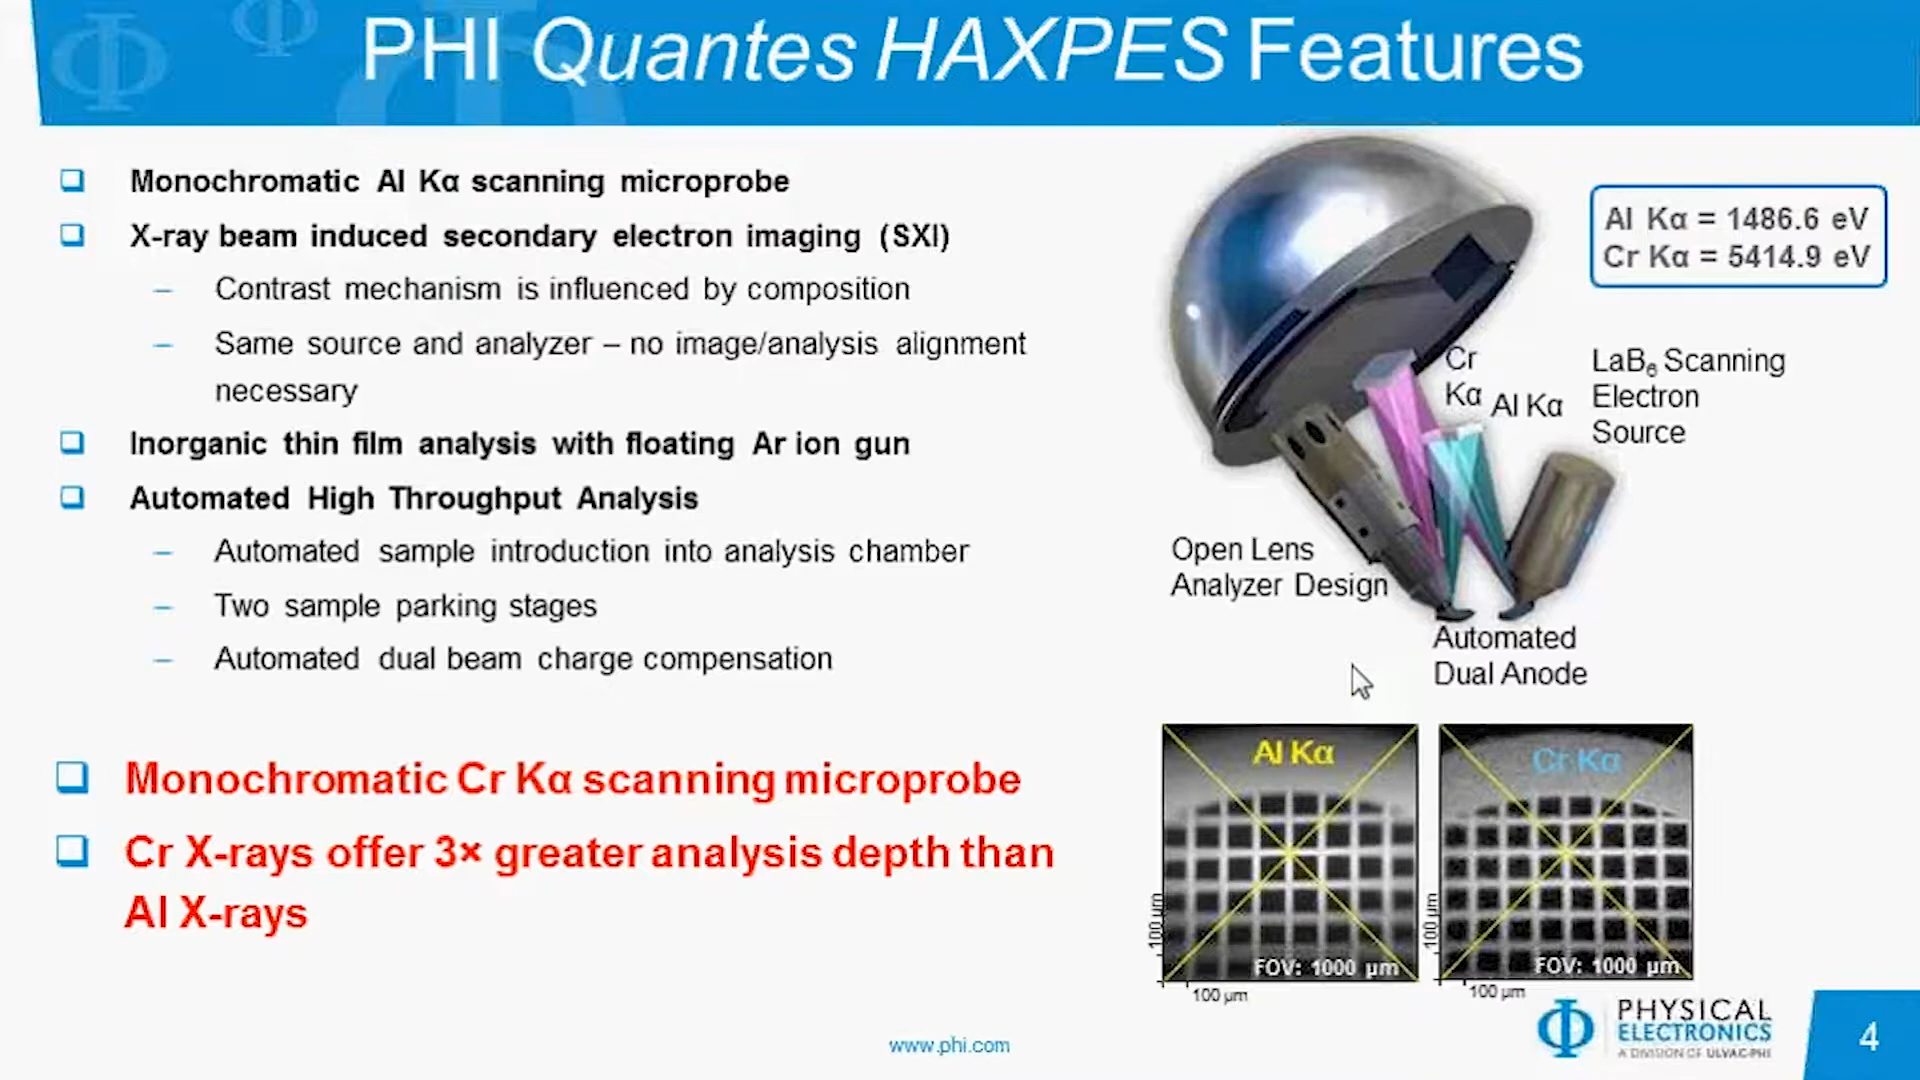 PHI Quantes HAXPES Features
Monochromatic Al Kα scanning microprobe
X-ray beam induced secondary electron imaging (SXI)
– Contrast mechanism is influenced by composition
– Same source and analyzer – no image/analysis alignment
necessary
Inorganic thin film analysis with floating Ar ion gun
Automated High Throughput Analysis
– Automated sample introduction into analysis chamber
– Two sample parking stages
– Automated dual beam charge compensation
Monochromatic Cr Kα scanning microprobe
Cr X-rays offer 3× greater analysis depth than
Al X-rays
Al Kα = 1486.6 eV
Cr Kα = 5414.9 eV
Cr
Kα
Al Kα
LaB₆ Scanning
Electron
Source
Open Lens
Analyzer Design
Automated
Dual Anode
Al Kα
100 µm
FOV: 1000 µm
100 µm
Cr Kα
100 µm
FOV: 1000 µm
100 µm
www.phi.com
PHYSICAL
ELECTRONICS
A DIVISION OF ULVAC-PHI
4